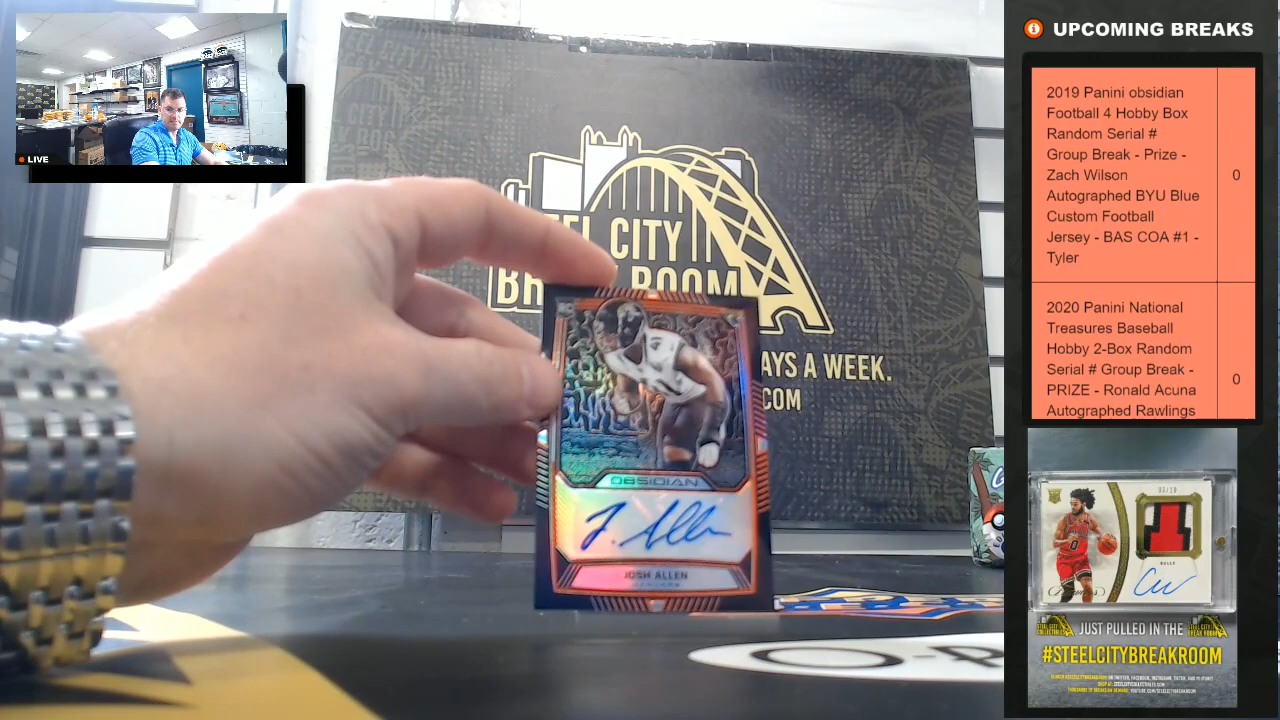 LIVE
STEEL CITY
BREAK ROOM
AYS A WEEK.
COM
OBSIDIAN
J. Allen
JOSH ALLEN
UPCOMING BREAKS
2019 Panini obsidian
Football 4 Hobby Box
Random Serial #
Group Break - Prize -
Zach Wilson
Autographed BYU Blue
Custom Football
Jersey - BAS COA #1 -
Tyler
0
2020 Panini National
Treasures Baseball
Hobby 2-Box Random
Serial # Group Break -
PRIZE - Ronald Acuna
Autographed Rawlings
0
BULLS
JUST PULLED IN THE
#STEELCITYBREAKROOM